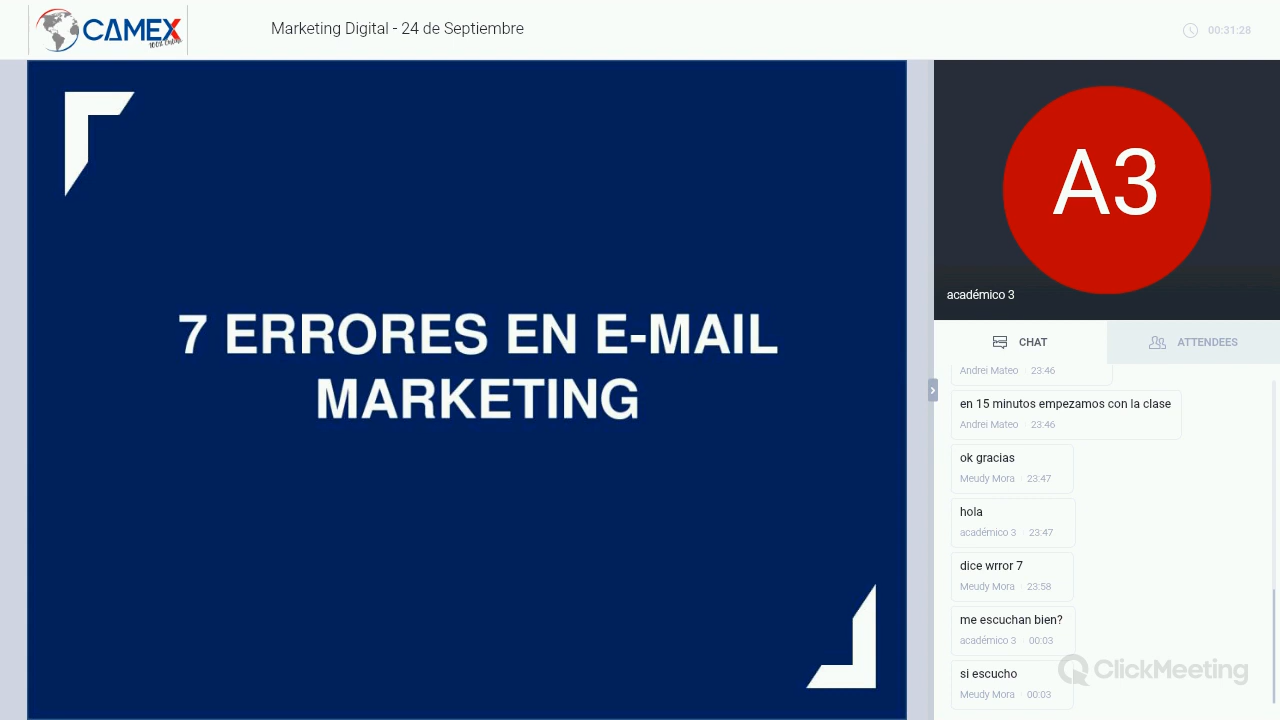 CAMEX
100% Online
Marketing Digital - 24 de Septiembre
00:31:28
7 ERRORES EN E-MAIL
MARKETING
A3
académico 3
CHAT
ATTENDEES
Andrei Mateo · 23:46
en 15 minutos empezamos con la clase
Andrei Mateo · 23:46
ok gracias
Meudy Mora · 23:47
hola
académico 3 · 23:47
dice wrror 7
Meudy Mora · 23:58
me escuchan bien?
académico 3 · 00:03
si escucho
Meudy Mora · 00:03
ClickMeeting